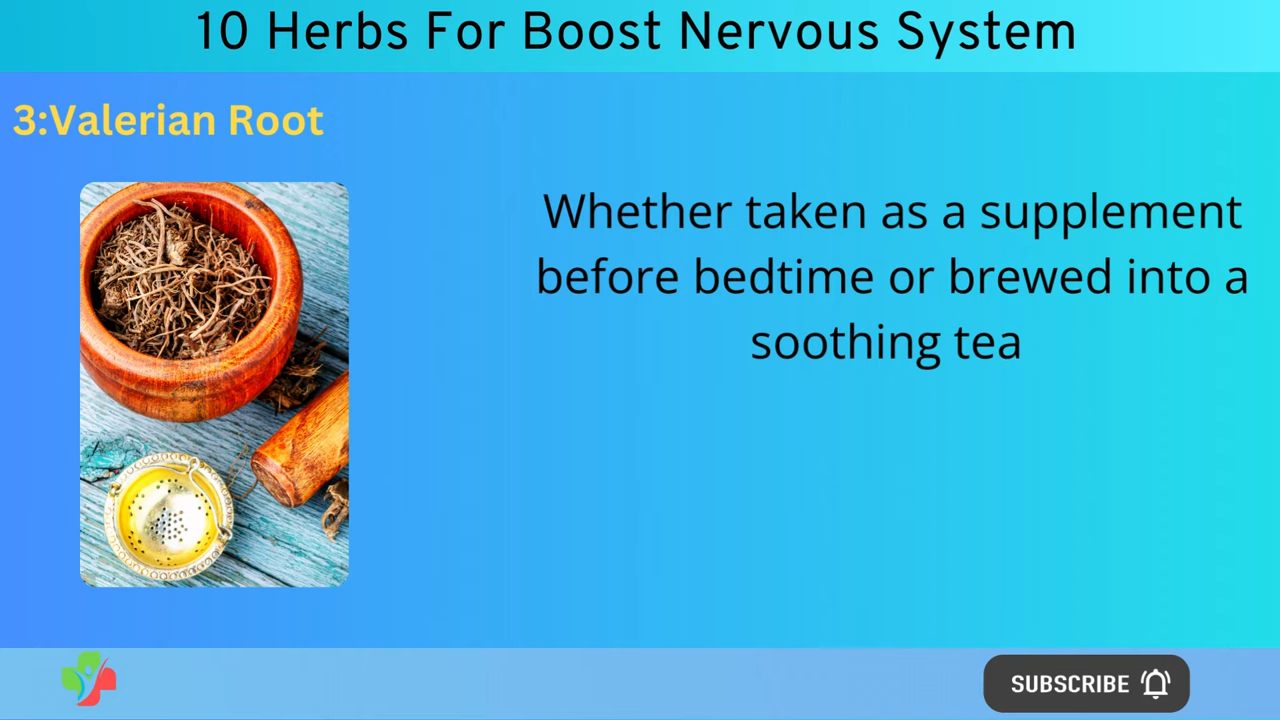 10 Herbs For Boost Nervous System
3:Valerian Root
Whether taken as a supplement
before bedtime or brewed into a
soothing tea
SUBSCRIBE